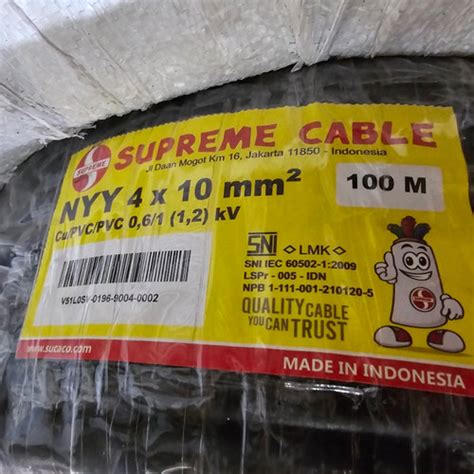 SUPREME
SUPREME CABLE
Jl Daan Mogot Km 16, Jakarta 11850 - Indonesia
NYY 4 x 10 mm²
100 M
Cu/PVC/PVC 0,6/1 (1,2) kV
SNI LMK
SNI IEC 60502-1:2009
LSPr - 005 - IDN
NPB 1-111-001-210120-5
QUALITY CABLE
YOU CAN TRUST
www.sucaco.com
MADE IN INDONESIA